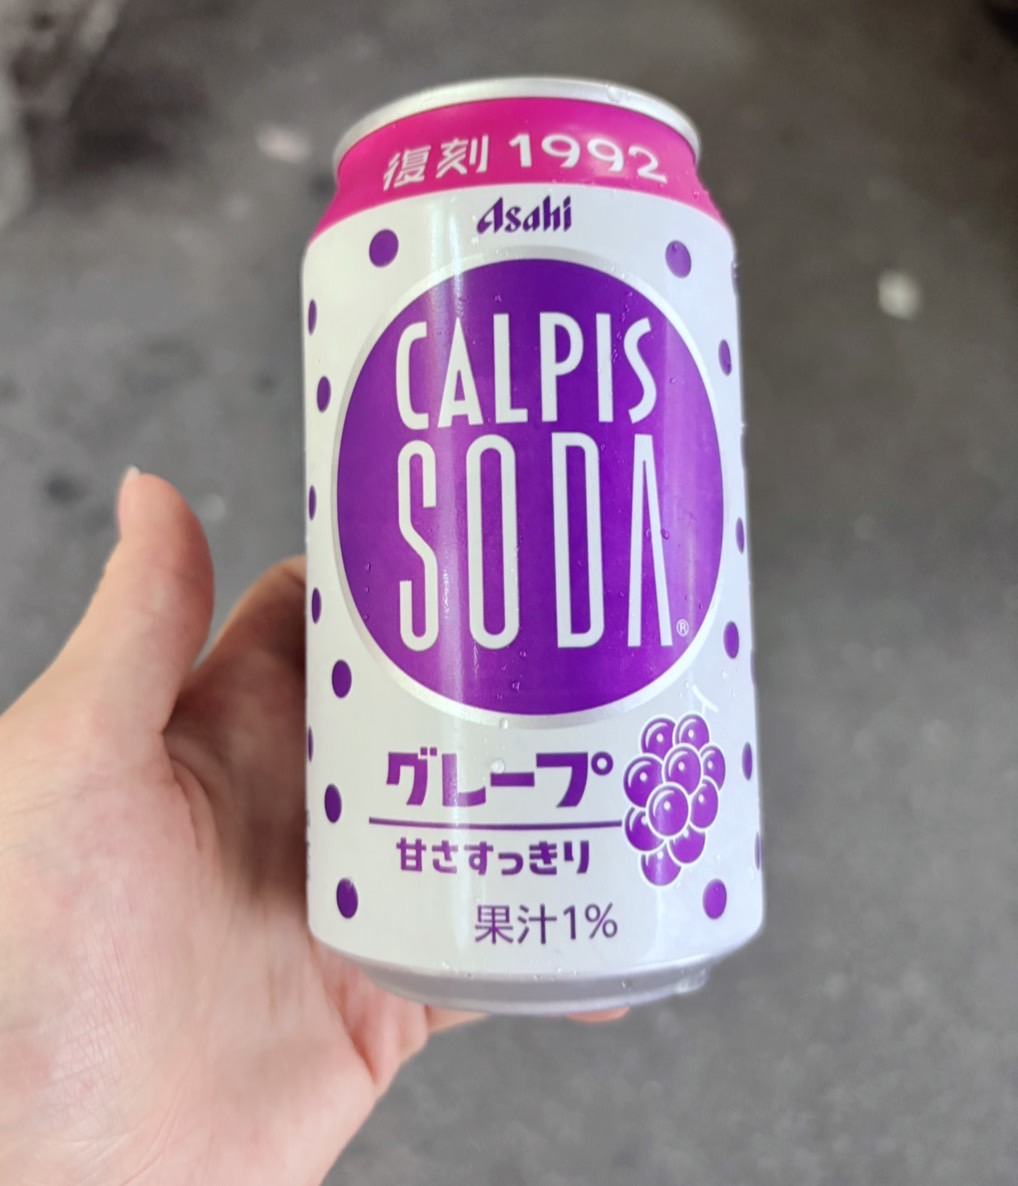 復刻 1992
Asahi
CALPIS
SODA®
グレープ
甘さすっきり
果汁1%